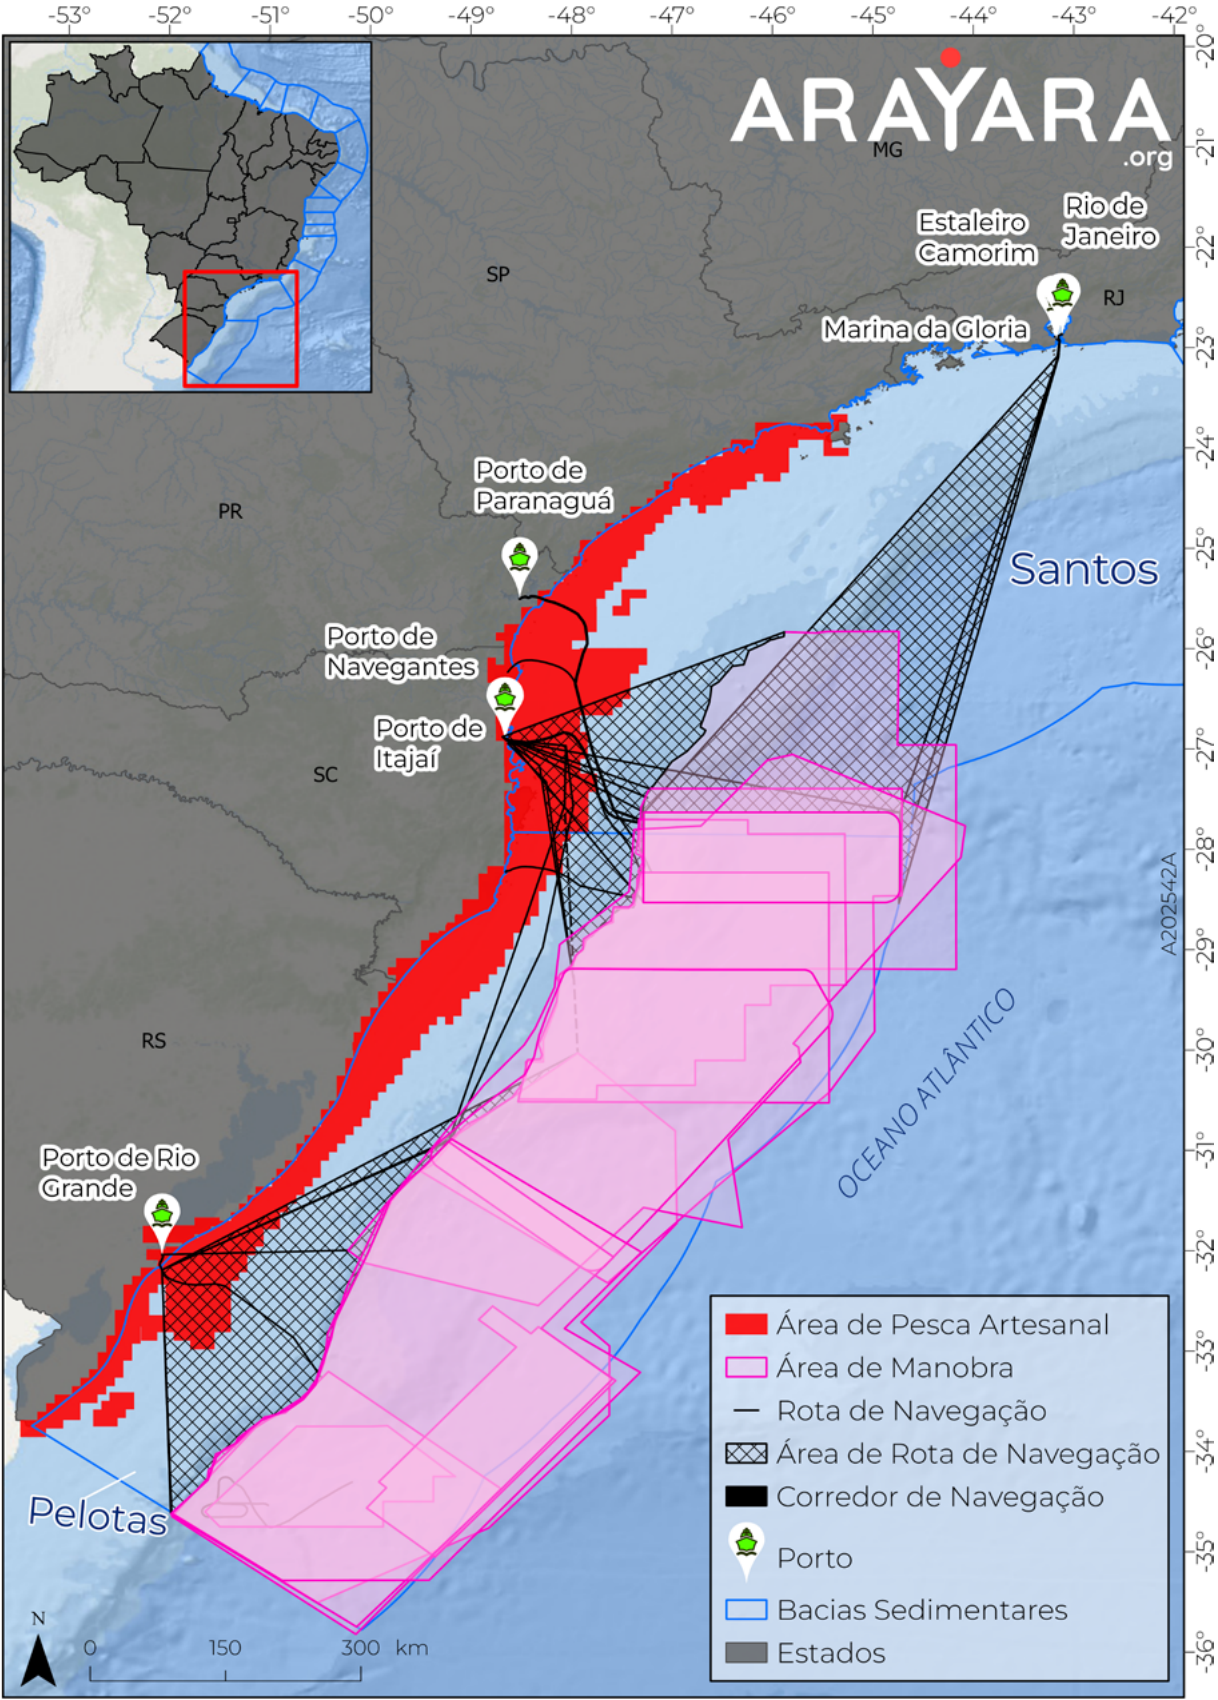 -53° -52° -51° -50° -49° -48° -47° -46° -45° -44° -43° -42°
ARAYARA
.org
MG
Estaleiro
Camorim
Rio de
Janeiro
RJ
Marina da Gloria
SP
Porto de
Paranaguá
PR
Santos
Porto de
Navegantes
Porto de
Itajaí
SC
A202542A
RS
OCEANO ATLÂNTICO
Porto de Rio
Grande
Pelotas
-20°
-21°
-22°
-23°
-24°
-25°
-26°
-27°
-28°
-29°
-30°
-31°
-32°
-33°
-34°
-35°
-36°
Área de Pesca Artesanal
Área de Manobra
Rota de Navegação
Área de Rota de Navegação
Corredor de Navegação
Porto
Bacias Sedimentares
Estados
N
0 150 300 km